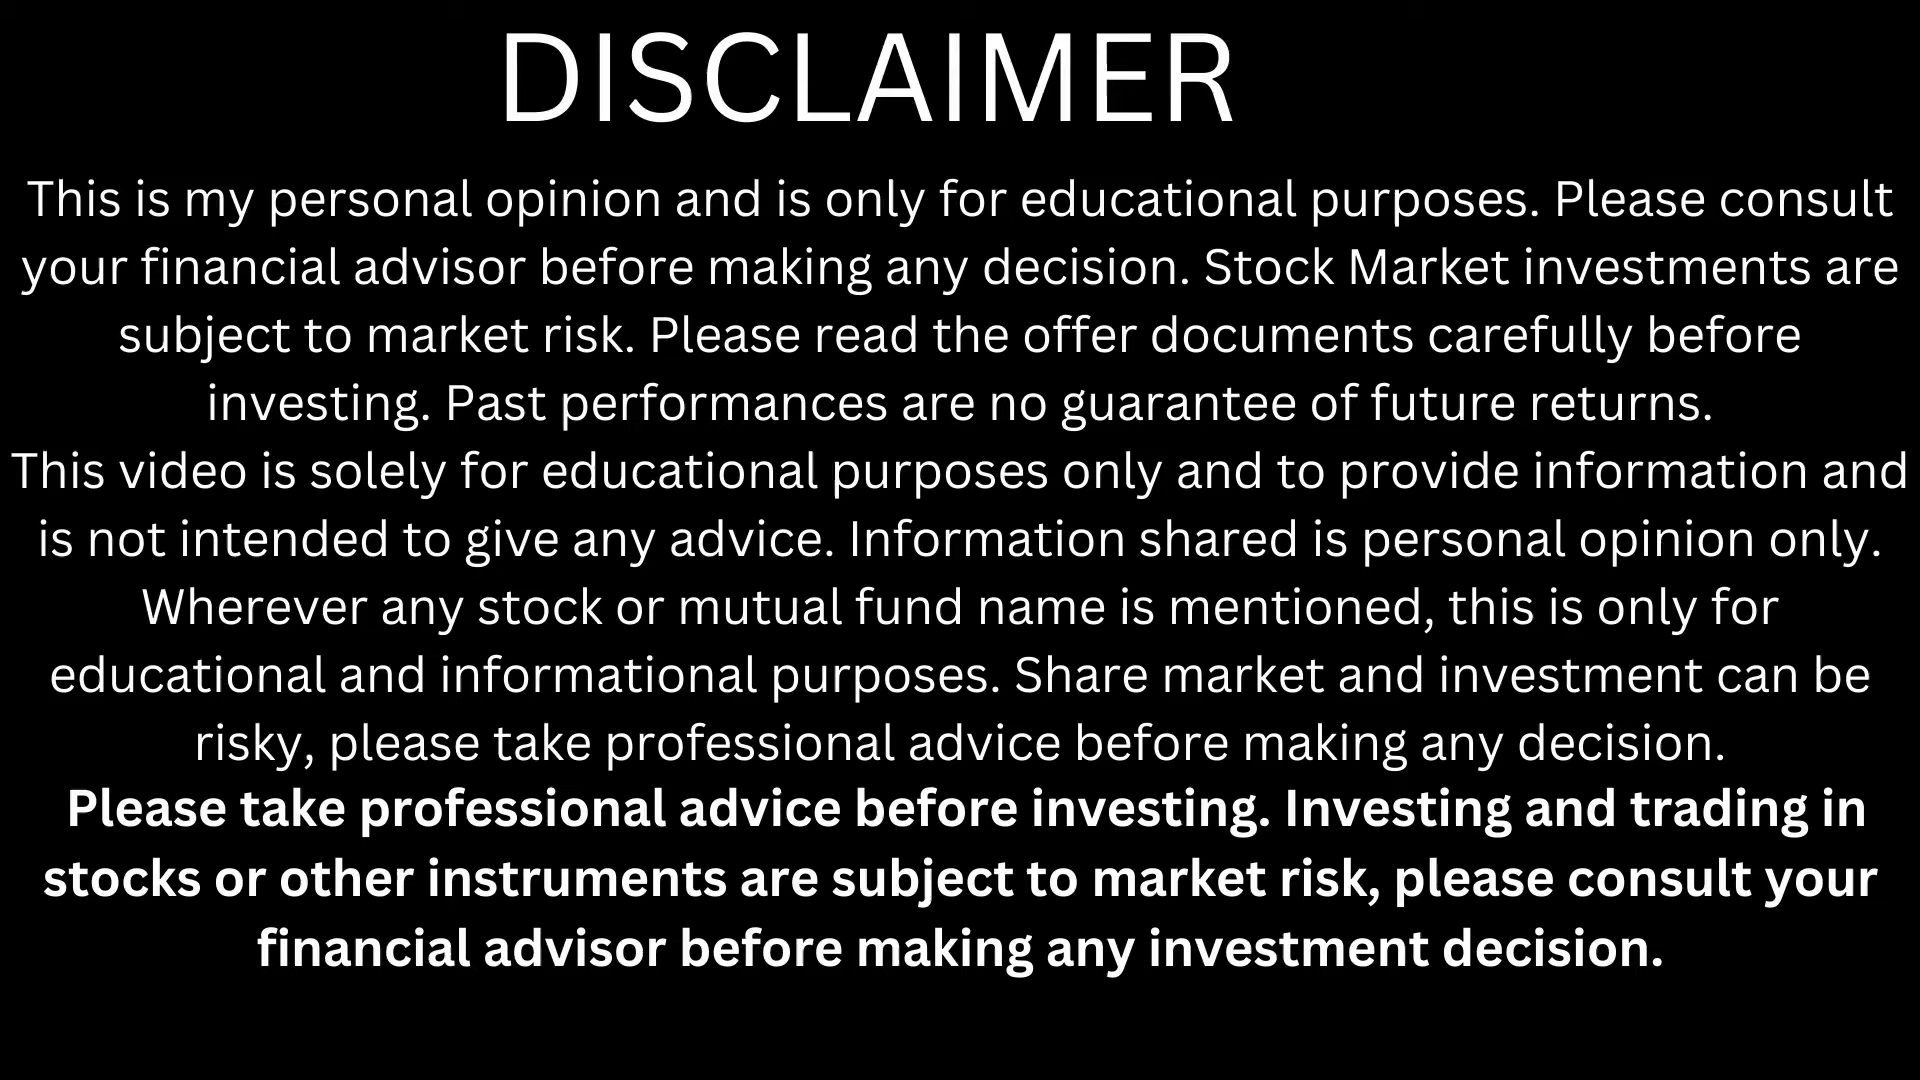 DISCLAIMER
This is my personal opinion and is only for educational purposes. Please consult
your financial advisor before making any decision. Stock Market investments are
subject to market risk. Please read the offer documents carefully before
investing. Past performances are no guarantee of future returns.
This video is solely for educational purposes only and to provide information and
is not intended to give any advice. Information shared is personal opinion only.
Wherever any stock or mutual fund name is mentioned, this is only for
educational and informational purposes. Share market and investment can be
risky, please take professional advice before making any decision.
Please take professional advice before investing. Investing and trading in
stocks or other instruments are subject to market risk, please consult your
financial advisor before making any investment decision.